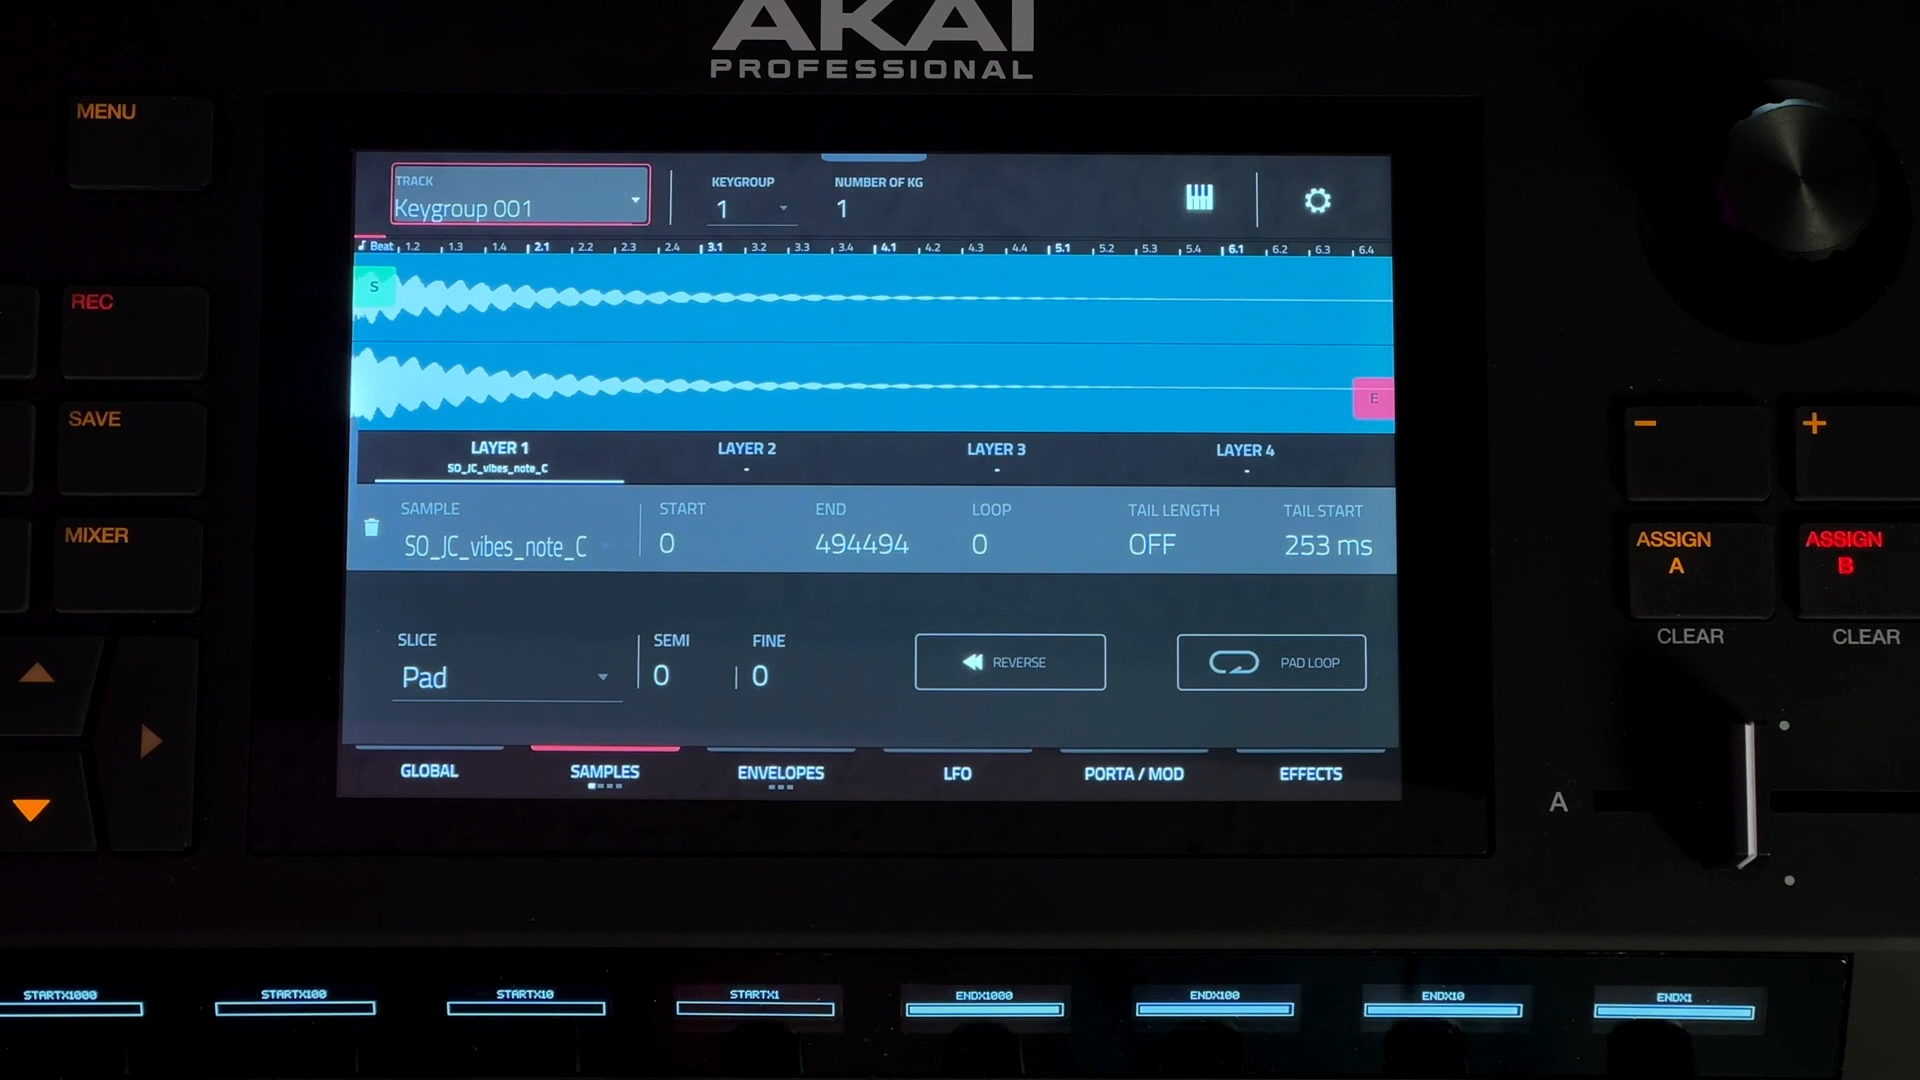 AKAI
PROFESSIONAL
MENU
REC
SAVE
MIXER
TRACK
Keygroup 001
KEYGROUP
1
NUMBER OF KG
1
Beat 1.2 1.3 1.4 2.1 2.2 2.3 2.4 3.1 3.2 3.3 3.4 4.1 4.2 4.3 4.4 5.1 5.2 5.3 5.4 6.1 6.2 6.3 6.4
S
E
LAYER 1
SO_JC_vibes_note_C
LAYER 2
-
LAYER 3
-
LAYER 4
-
SAMPLE
SO_JC_vibes_note_C
START
0
END
494494
LOOP
0
TAIL LENGTH
OFF
TAIL START
253 ms
SLICE
Pad
SEMI
0
FINE
0
REVERSE
PAD LOOP
GLOBAL
SAMPLES
ENVELOPES
LFO
PORTA / MOD
EFFECTS
- +
ASSIGN
A
ASSIGN
B
CLEAR
CLEAR
A
STARTX1000
STARTX100
STARTX10
STARTX1
ENDX1000
ENDX100
ENDX10
ENDX1